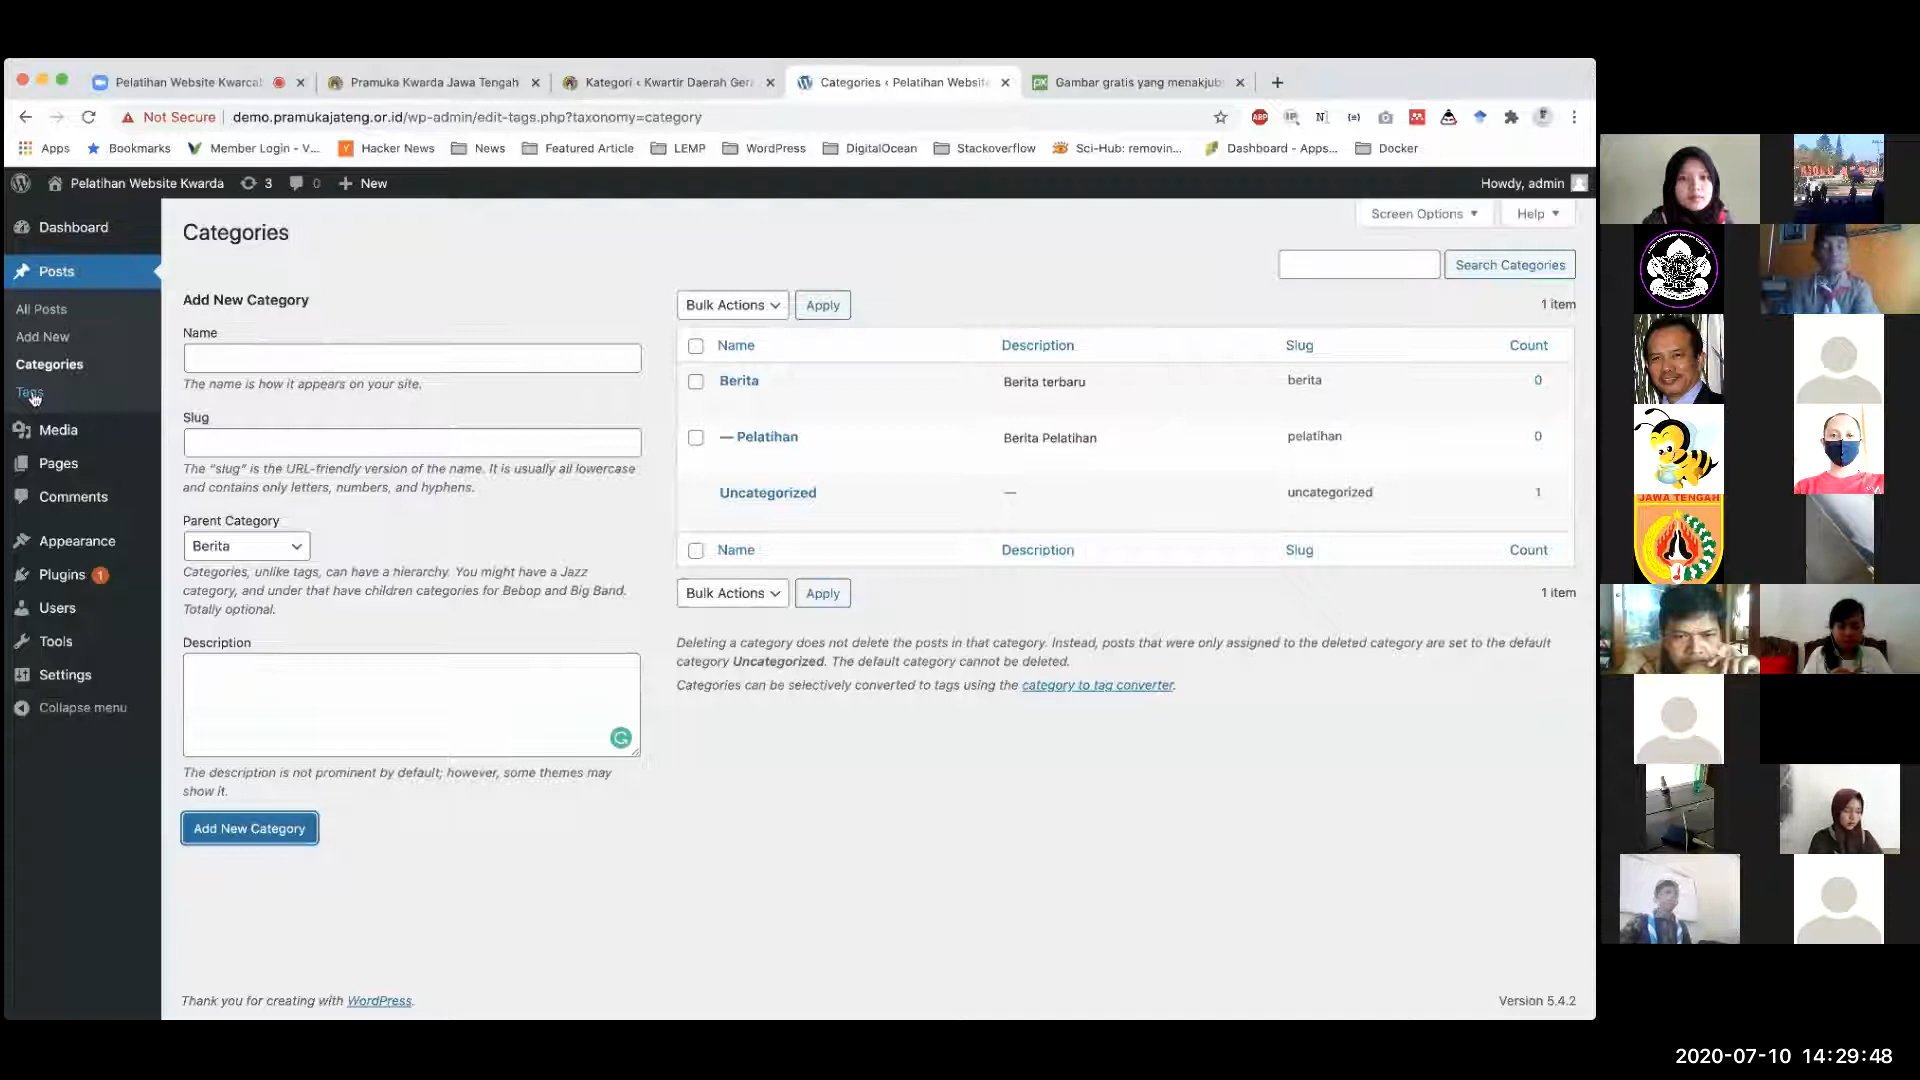 Pelatihan Website Kwarca
Pramuka Kwarda Jawa Tengah
Kategori ‹ Kwartir Daerah Ger
Categories ‹ Pelatihan Website
Gambar gratis yang menakjub
Not Secure
demo.pramukajateng.or.id/wp-admin/edit-tags.php?taxonomy=category
Apps
Bookmarks
Member Login - V...
Hacker News
News
Featured Article
LEMP
WordPress
DigitalOcean
Stackoverflow
Sci-Hub: removin...
Dashboard - Apps...
Docker
Pelatihan Website Kwarda
3
0
New
Howdy, admin
Dashboard
Posts
All Posts
Add New
Categories
Tags
Media
Pages
Comments
Appearance
Plugins 1
Users
Tools
Settings
Collapse menu
Screen Options
Help
Categories
Search Categories
Add New Category
Name
The name is how it appears on your site.
Slug
The “slug” is the URL-friendly version of the name. It is usually all lowercase
and contains only letters, numbers, and hyphens.
Parent Category
Berita
Categories, unlike tags, can have a hierarchy. You might have a Jazz
category, and under that have children categories for Bebop and Big Band.
Totally optional.
Description
The description is not prominent by default; however, some themes may
show it.
Add New Category
Bulk Actions
Apply
1 item
Name Description Slug Count
Berita Berita terbaru berita 0
— Pelatihan Berita Pelatihan pelatihan 0
Uncategorized — uncategorized 1
Name Description Slug Count
Bulk Actions
Apply
1 item
Deleting a category does not delete the posts in that category. Instead, posts that were only assigned to the deleted category are set to the default
category Uncategorized. The default category cannot be deleted.
Categories can be selectively converted to tags using the category to tag converter.
Thank you for creating with WordPress.
Version 5.4.2
JAWA TENGAH
2020-07-10 14:29:48